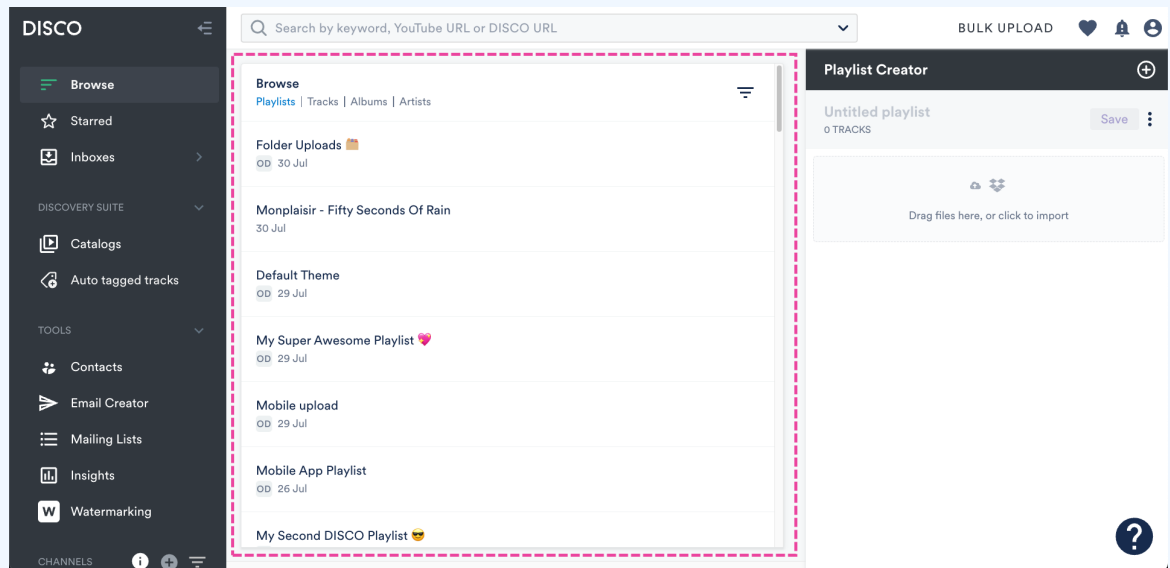 DISCO
Browse
Starred
Inboxes
DISCOVERY SUITE
Catalogs
Auto tagged tracks
TOOLS
Contacts
Email Creator
Mailing Lists
Insights
W Watermarking
CHANNELS
Search by keyword, YouTube URL or DISCO URL
BULK UPLOAD
Browse
Playlists | Tracks | Albums | Artists
Folder Uploads
OD 30 Jul
Monplaisir - Fifty Seconds Of Rain
30 Jul
Default Theme
OD 29 Jul
My Super Awesome Playlist 💖
OD 29 Jul
Mobile upload
OD 29 Jul
Mobile App Playlist
OD 26 Jul
My Second DISCO Playlist 😎
Playlist Creator
Untitled playlist
0 TRACKS
Save
Drag files here, or click to import
?